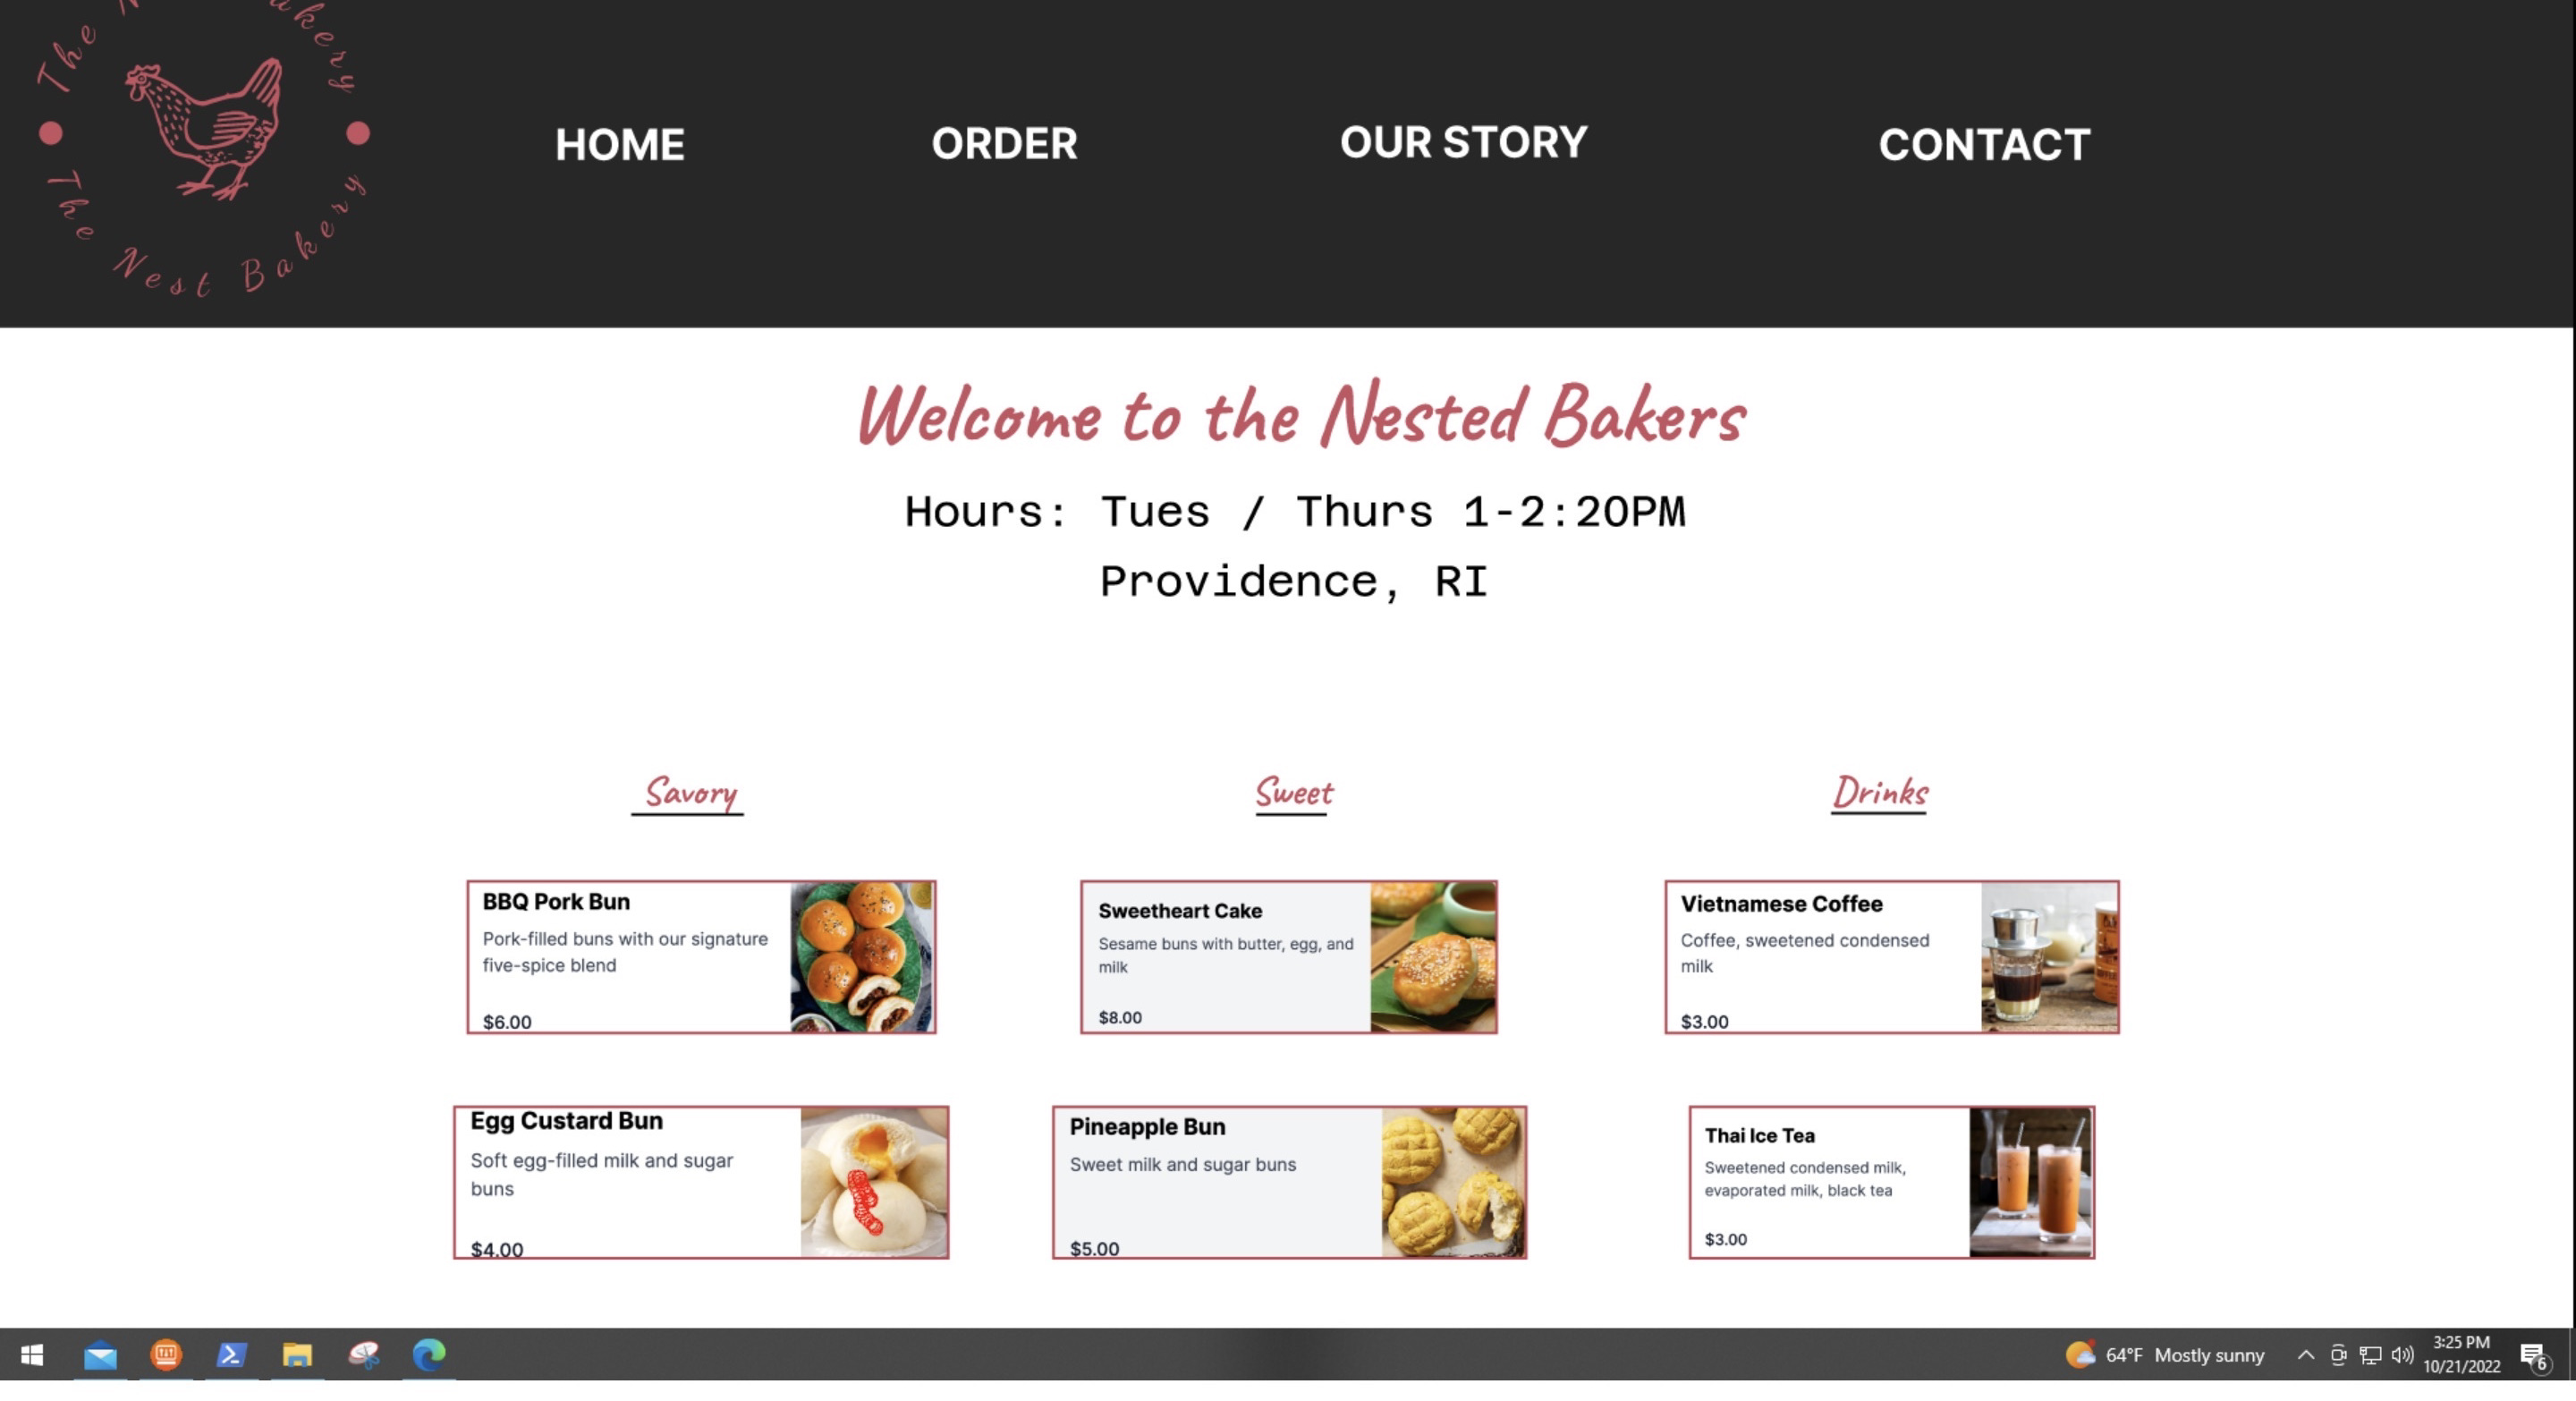 The
akery
The Nest Bakery
HOME
ORDER
OUR STORY
CONTACT
Welcome to the Nested Bakers
Hours: Tues / Thurs 1-2:20PM
Providence, RI
Savory
Sweet
Drinks
BBQ Pork Bun
Pork-filled buns with our signature
five-spice blend
$6.00
Sweetheart Cake
Sesame buns with butter, egg, and
milk
$8.00
Vietnamese Coffee
Coffee, sweetened condensed
milk
$3.00
Egg Custard Bun
Soft egg-filled milk and sugar
buns
$4.00
Pineapple Bun
Sweet milk and sugar buns
$5.00
Thai Ice Tea
Sweetened condensed milk,
evaporated milk, black tea
$3.00
64°F Mostly sunny
3:25 PM
10/21/2022
6